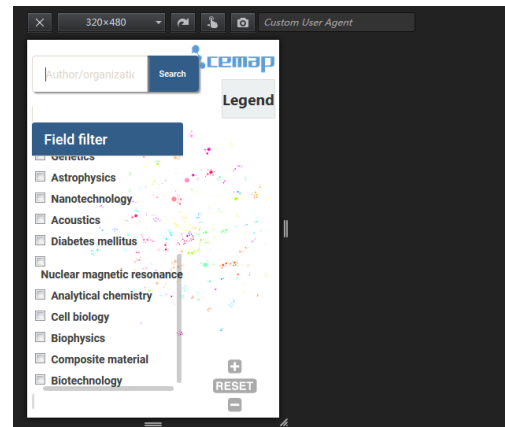 320×480
Custom User Agent
cemap
Author/organizatic
Search
Legend
Field filter
Genetics
Astrophysics
Nanotechnology
Acoustics
Diabetes mellitus
Nuclear magnetic resonance
Analytical chemistry
Cell biology
Biophysics
Composite material
Biotechnology
RESET